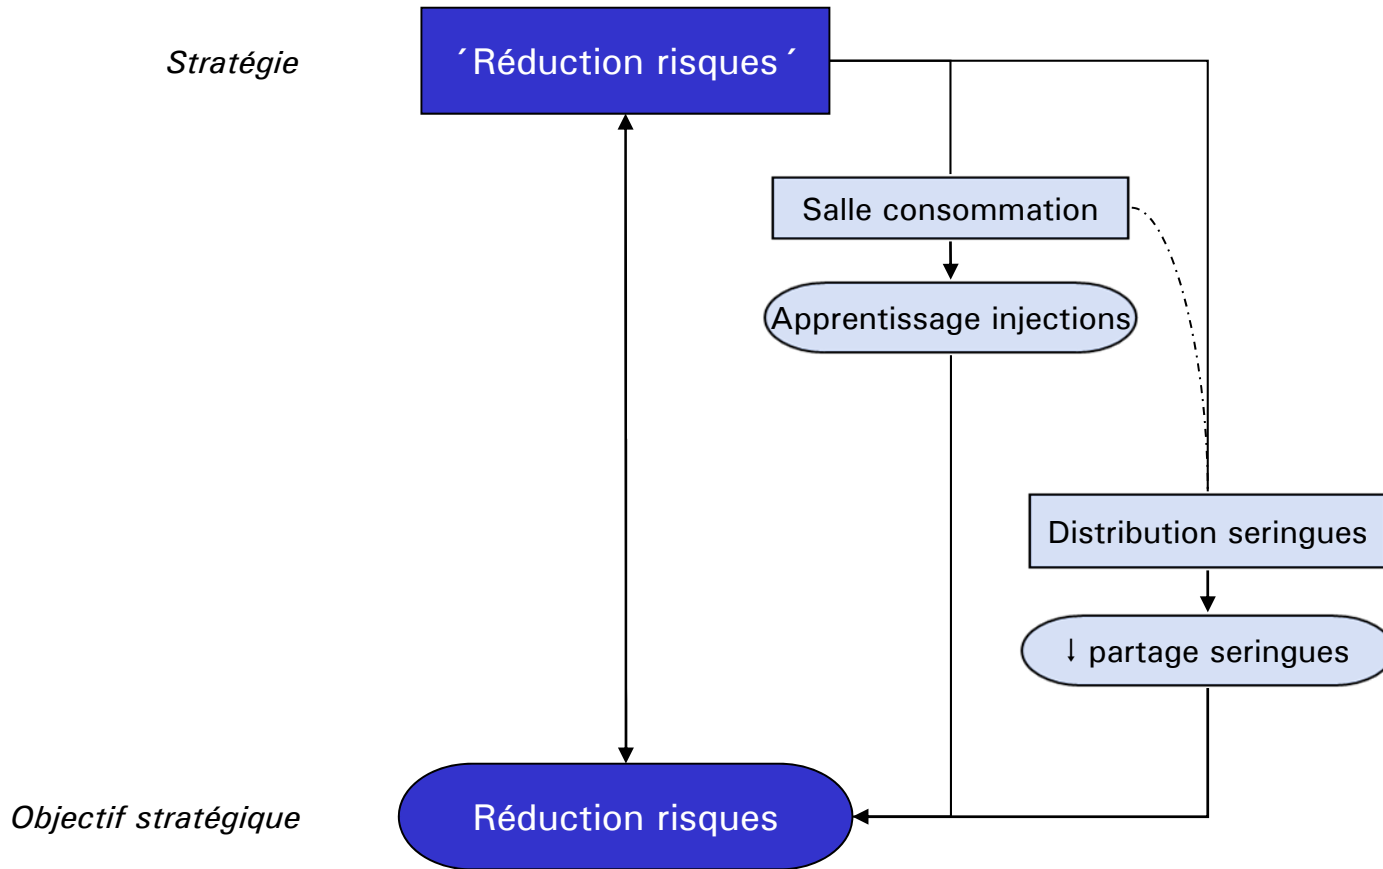 Stratégie
´Réduction risques´
Salle consommation
Apprentissage injections
Distribution seringues
↓ partage seringues
Objectif stratégique
Réduction risques